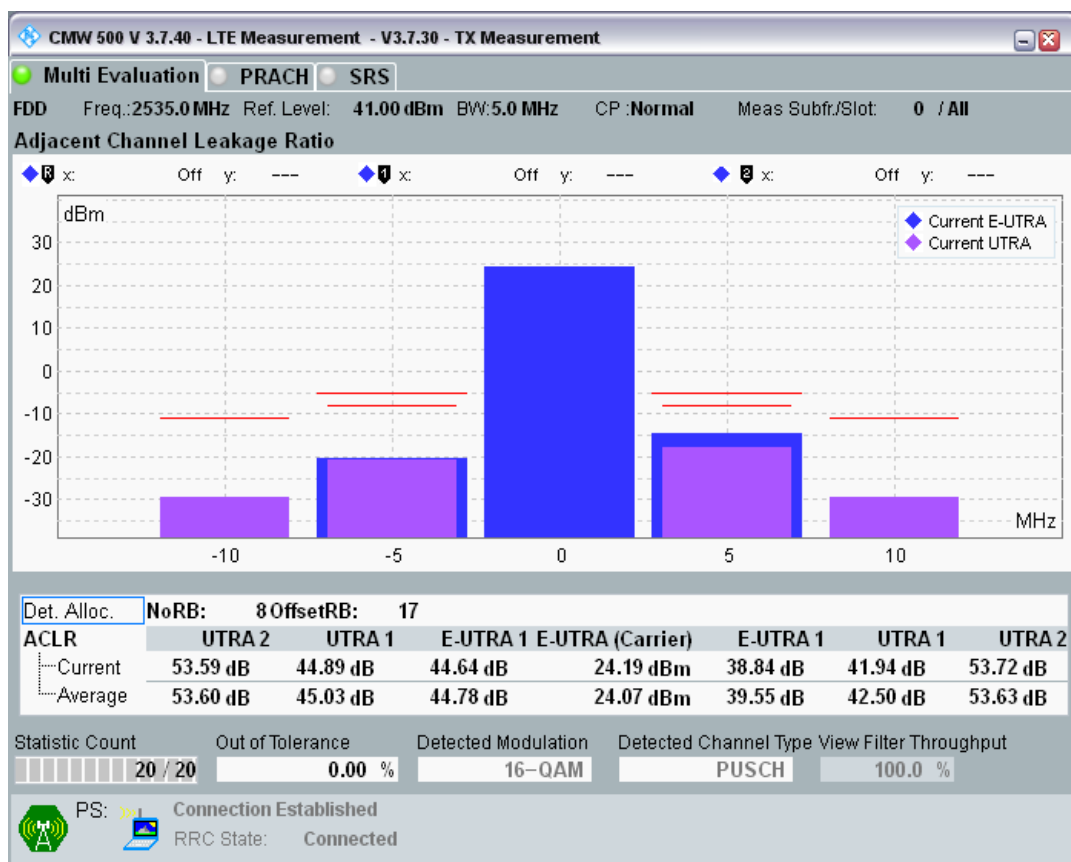 CMW 500 V 3.7.40 - LTE Measurement - V3.7.30 - TX Measurement
Multi Evaluation PRACH SRS
FDD Freq.:2535.0 MHz Ref. Level: 41.00 dBm BW:5.0 MHz CP :Normal Meas Subfr./Slot: 0 / All
Adjacent Channel Leakage Ratio
R x: Off y: --- 1 x: Off y: --- 2 x: Off y: ---
dBm
Current E-UTRA
Current UTRA
30
20
10
0
-10
-20
-30
MHz
-10 -5 0 5 10
Det. Alloc. NoRB: 8 OffsetRB: 17
ACLR UTRA 2 UTRA 1 E-UTRA 1 E-UTRA (Carrier) E-UTRA 1 UTRA 1 UTRA 2
Current 53.59 dB 44.89 dB 44.64 dB 24.19 dBm 38.84 dB 41.94 dB 53.72 dB
Average 53.60 dB 45.03 dB 44.78 dB 24.07 dBm 39.55 dB 42.50 dB 53.63 dB
Statistic Count Out of Tolerance Detected Modulation Detected Channel Type View Filter Throughput
20 / 20 0.00 % 16-QAM PUSCH 100.0 %
PS: Connection Established
RRC State: Connected